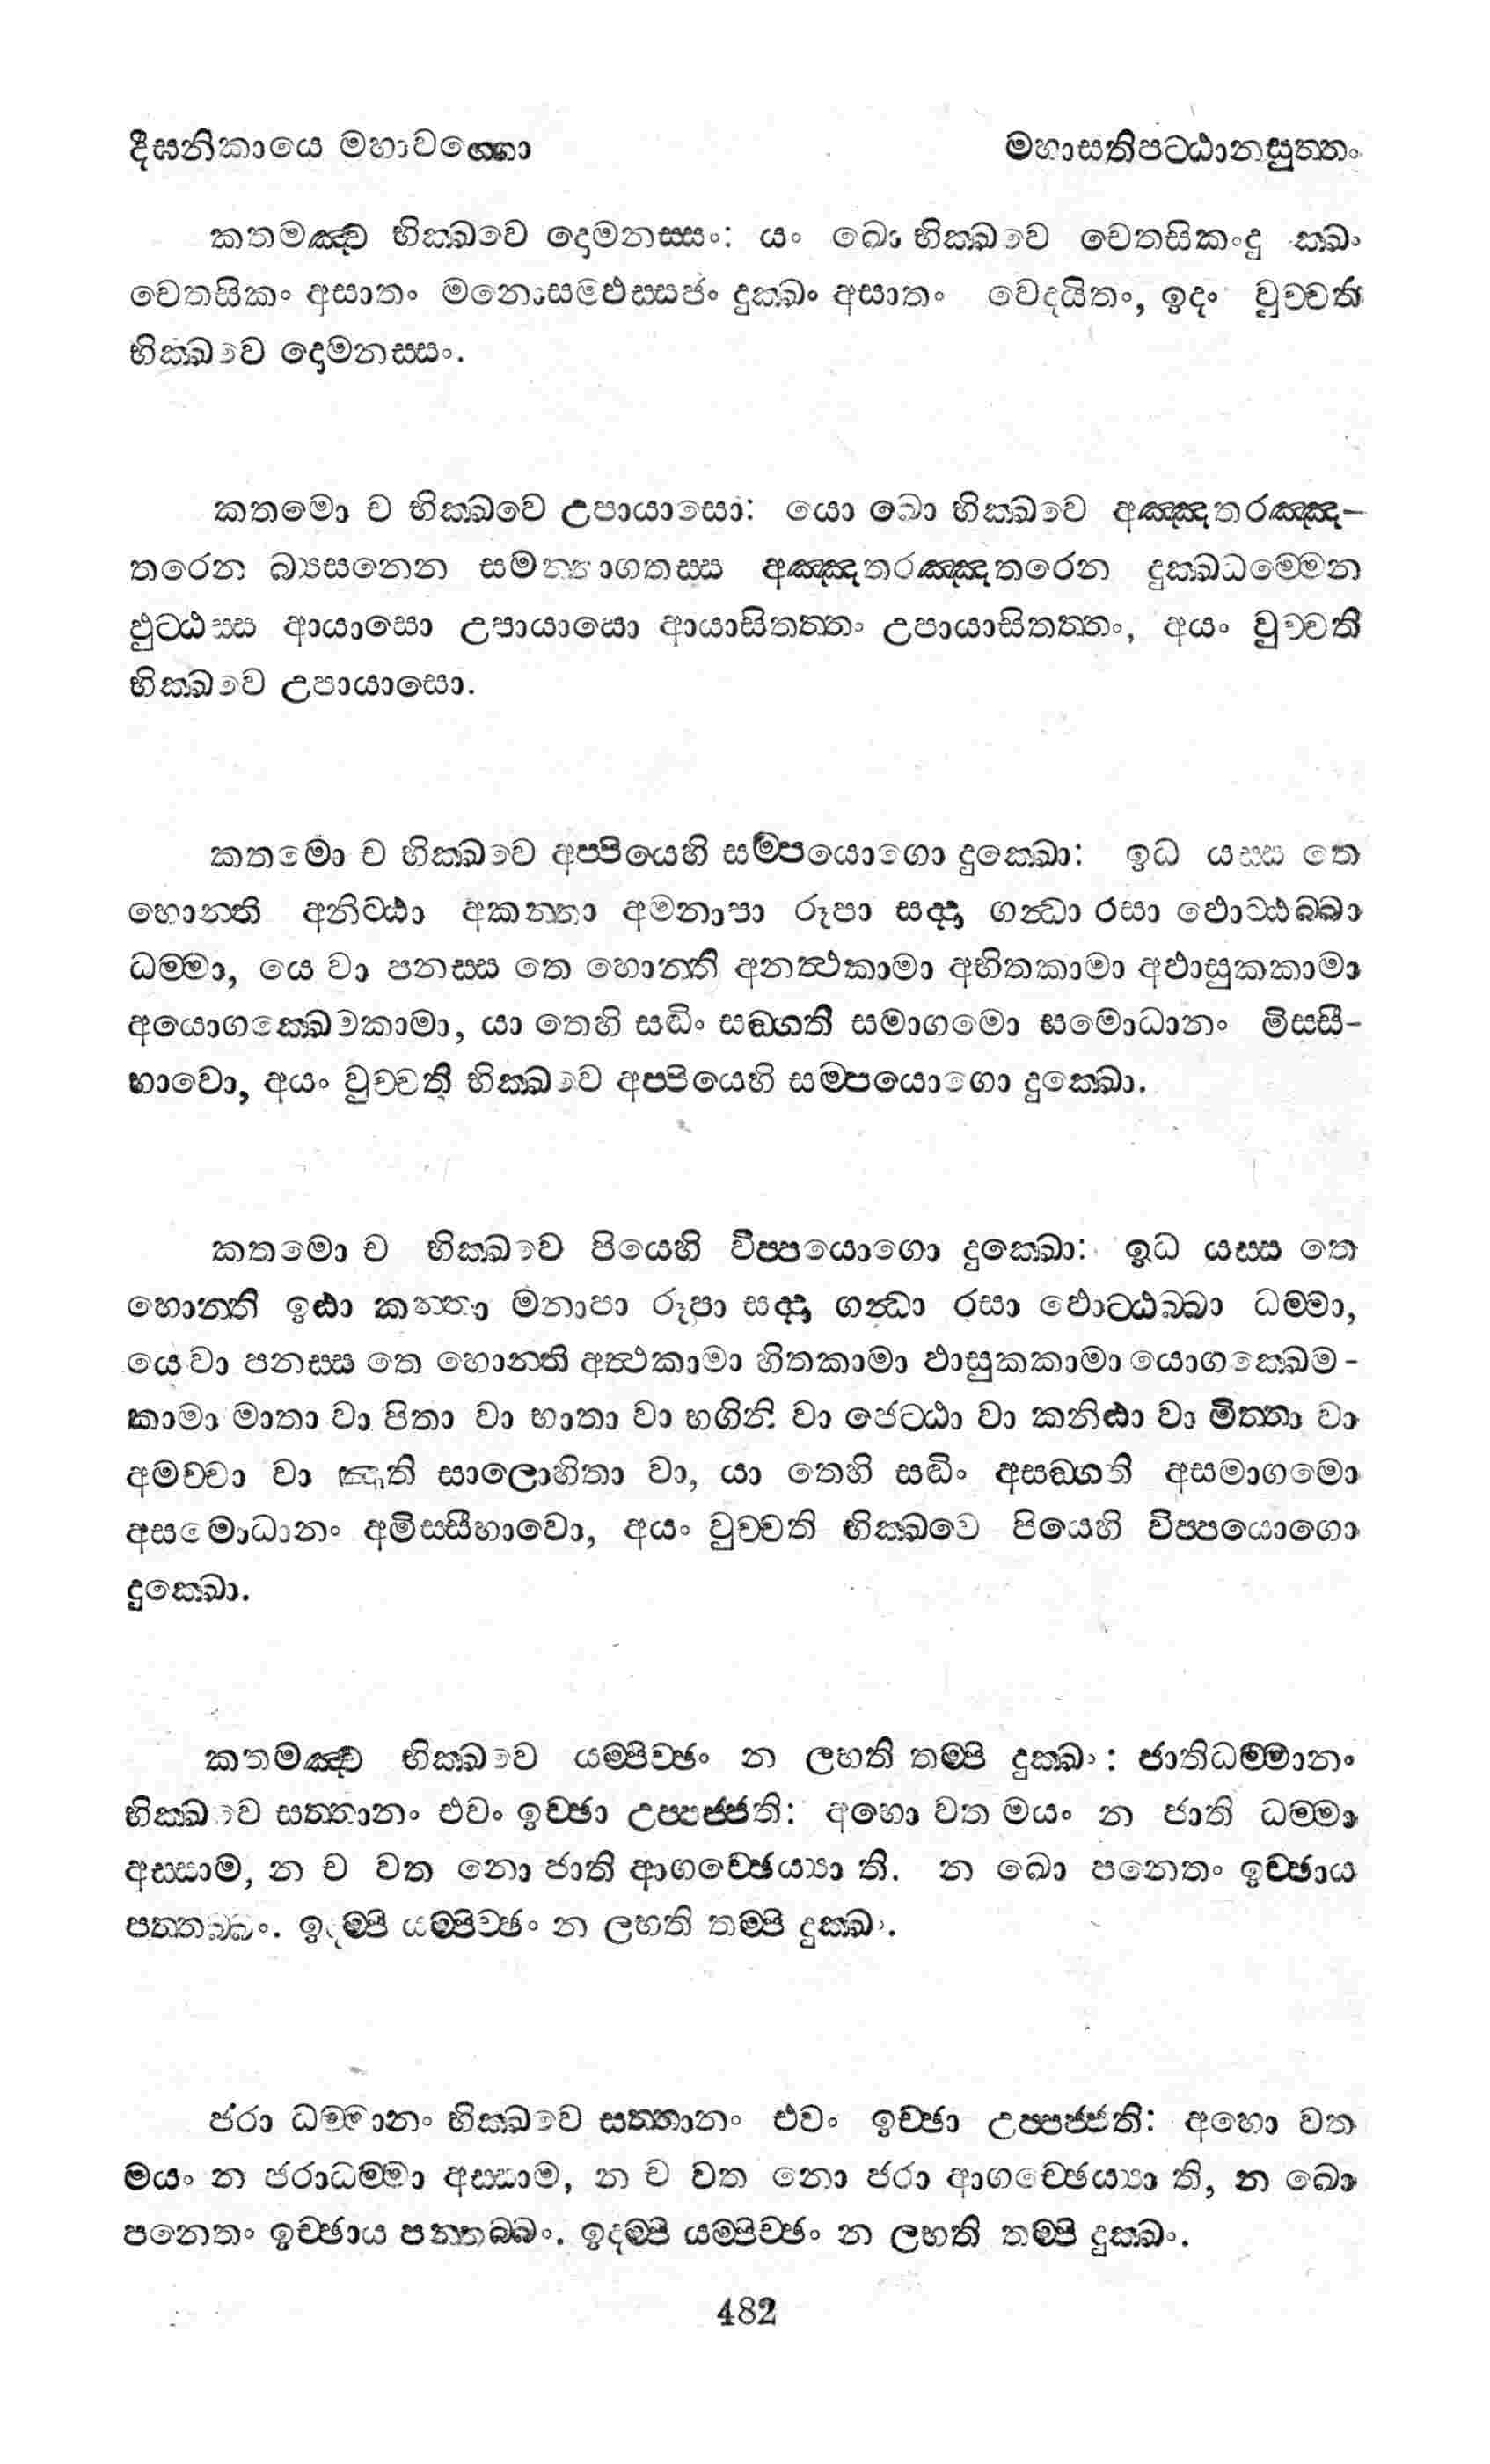 දීඝනිකායෙ මහාවග්ගො මහාසතිපට්ඨානසුත්තං
කතමඤ්ච භික්ඛවෙ දොමනස්සං: යං ඛො භික්ඛවෙ චෙතසිකංදු ක්ඛං
චෙතසිකං අසාතං මනොසම්ඵස්සජං දුක්ඛං අසාතං වෙදයිතං, ඉදං වුච්චති
භික්ඛවෙ දොමනස්සං.
කතමො ච භික්ඛවෙ උපායාසො: යො ඛො භික්ඛවෙ අඤ්ඤතරඤ්ඤ-
තරෙන බ්‍යසනෙන සමන්නාගතස්ස අඤ්ඤතරඤ්ඤතරෙන දුක්ඛධම්මෙන
ඵුට්ඨස්ස ආයාසො උපායාසො ආයාසිතත්තං උපායාසිතත්තං, අයං වුච්චති
භික්ඛවෙ උපායාසො.
කතමො ච භික්ඛවෙ අප්පියෙහි සම්පයොගො දුක්ඛො: ඉධ යස්ස තෙ
හොන්ති අනිට්ඨා අකන්තා අමනාපා රූපා සද්දා ගන්ධා රසා ඵොට්ඨබ්බා
ධම්මා, යෙ වා පනස්ස තෙ හොන්ති අනත්ථකාමා අහිතකාමා අඵාසුකකාමා
අයොගක්ඛෙමකාමා, යා තෙහි සද්ධිං සඞ්ගති සමාගමො සමොධානං මිස්සී-
භාවො, අයං වුච්චති භික්ඛවෙ අප්පියෙහි සම්පයොගො දුක්ඛො.
කතමො ච භික්ඛවෙ පියෙහි විප්පයොගො දුක්ඛො: ඉධ යස්ස තෙ
හොන්ති ඉට්ඨා කන්තා මනාපා රූපා සද්දා ගන්ධා රසා ඵොට්ඨබ්බා ධම්මා,
යෙ වා පනස්ස තෙ හොන්ති අත්ථකාමා හිතකාමා ඵාසුකකාමා යොගක්ඛෙම-
කාමා මාතා වා පිතා වා භාතා වා භගිනි වා ජෙට්ඨා වා කනිට්ඨා වා මිත්තා වා
අමච්චා වා ඤාති සාලොහිතා වා, යා තෙහි සද්ධිං අසඞ්ගති අසමාගමො
අසමොධානං අමිස්සීභාවො, අයං වුච්චති භික්ඛවෙ පියෙහි විප්පයොගො
දුක්ඛො.
කතමඤ්ච භික්ඛවෙ යම්පිච්ඡං න ලභති තම්පි දුක්ඛං: ජාතිධම්මානං
භික්ඛවෙ සත්තානං එවං ඉච්ඡා උප්පජ්ජති: අහො වත මයං න ජාති ධම්මා
අස්සාම, න ච වත නො ජාති ආගච්ඡෙය්‍යා ති. න ඛො පනෙතං ඉච්ඡාය
පත්තබ්බං. ඉදම්පි යම්පිච්ඡං න ලභති තම්පි දුක්ඛං.
ජරා ධම්මානං භික්ඛවෙ සත්තානං එවං ඉච්ඡා උප්පජ්ජති: අහො වත
මයං න ජරාධම්මා අස්සාම, න ච වත නො ජරා ආගච්ඡෙය්‍යා ති, න ඛො
පනෙතං ඉච්ඡාය පත්තබ්බං. ඉදම්පි යම්පිච්ඡං න ලභති තම්පි දුක්ඛං.
482